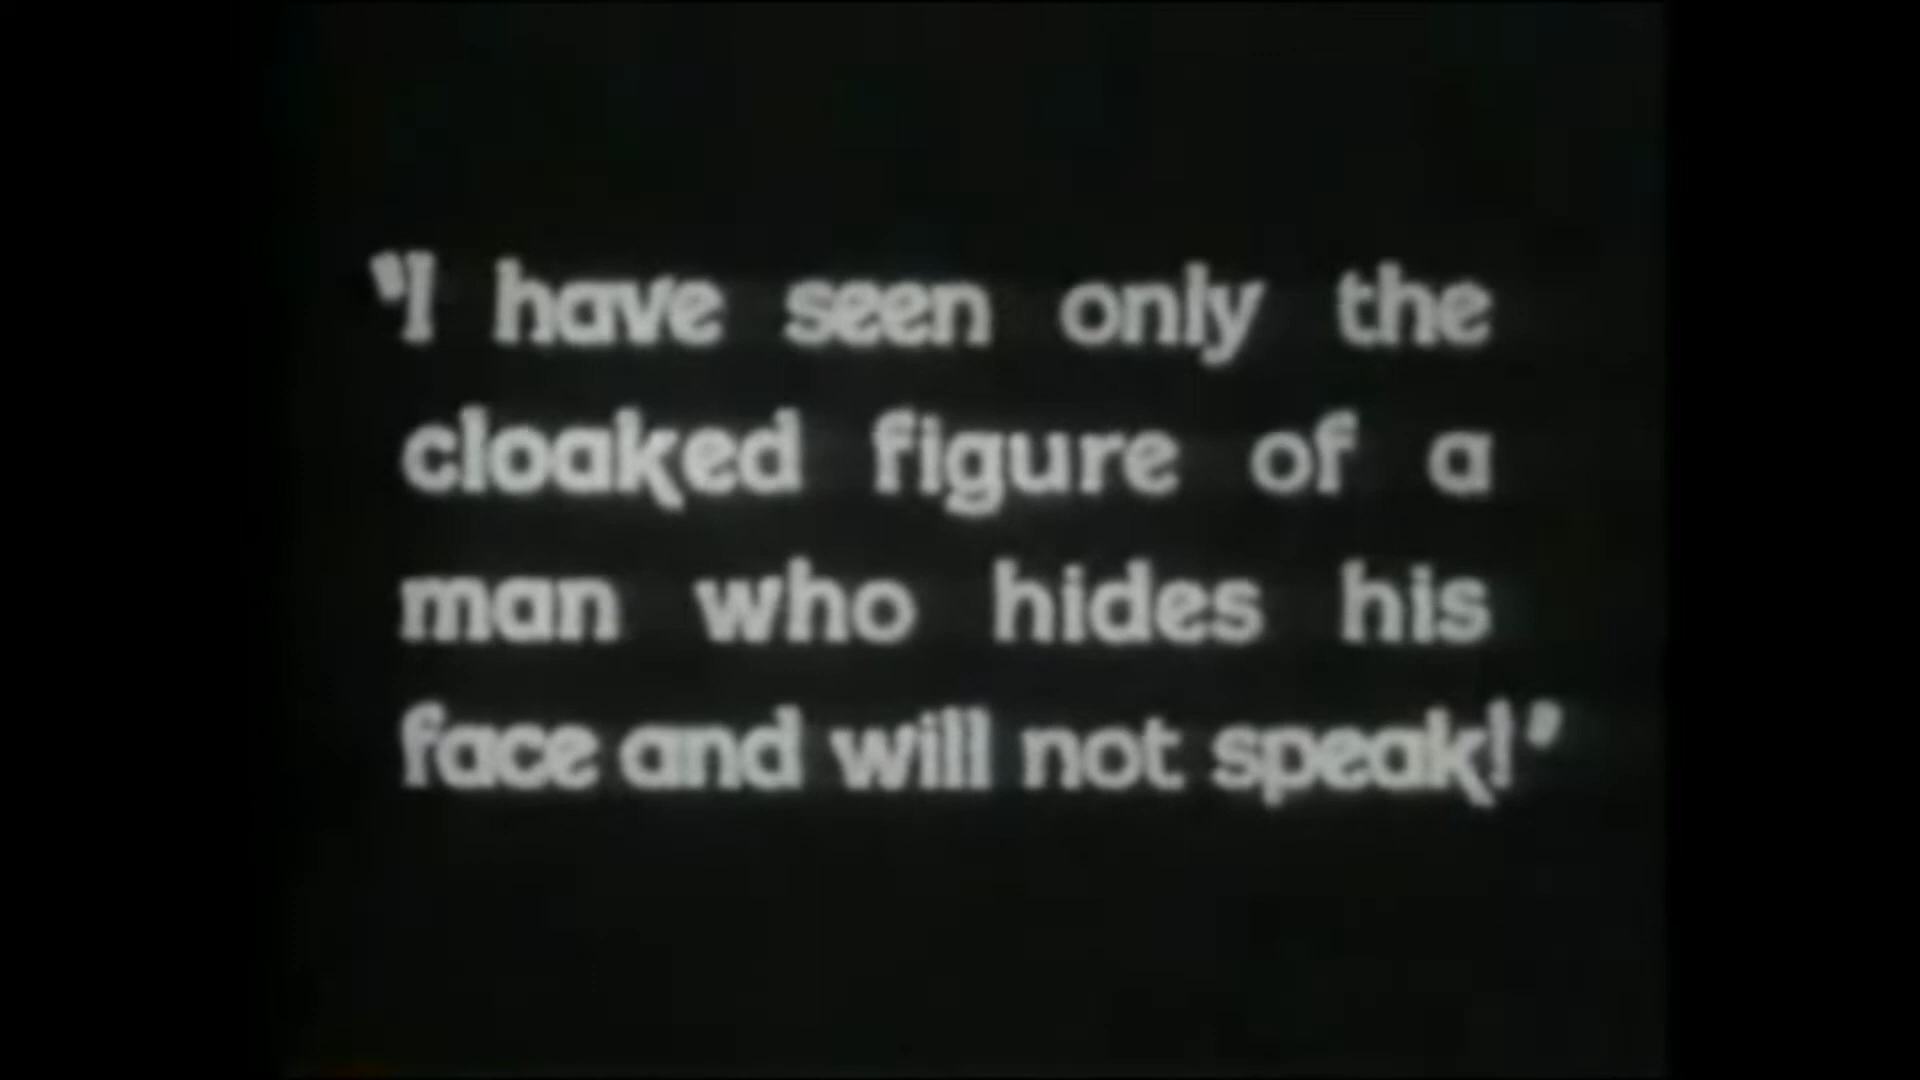 "I have seen only the
cloaked figure of a
man who hides his
face and will not speak!"